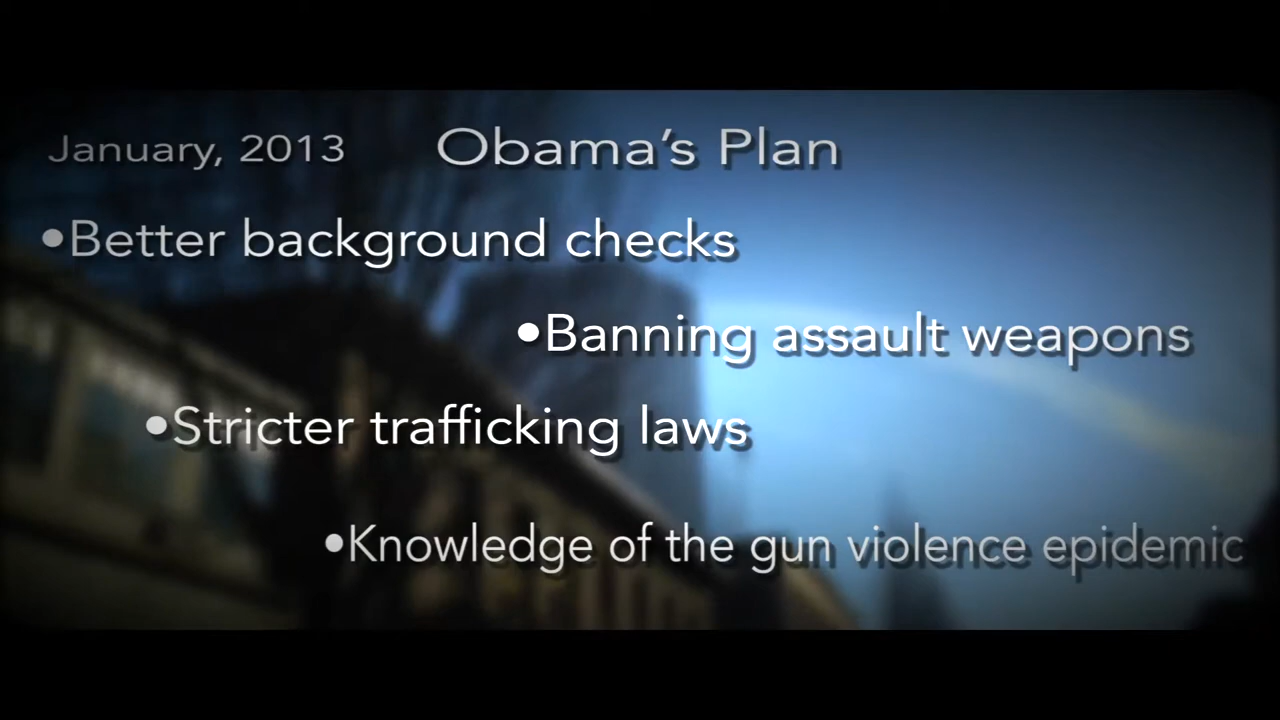 January, 2013 Obama's Plan
•Better background checks
•Banning assault weapons
•Stricter trafficking laws
•Knowledge of the gun violence epidemic